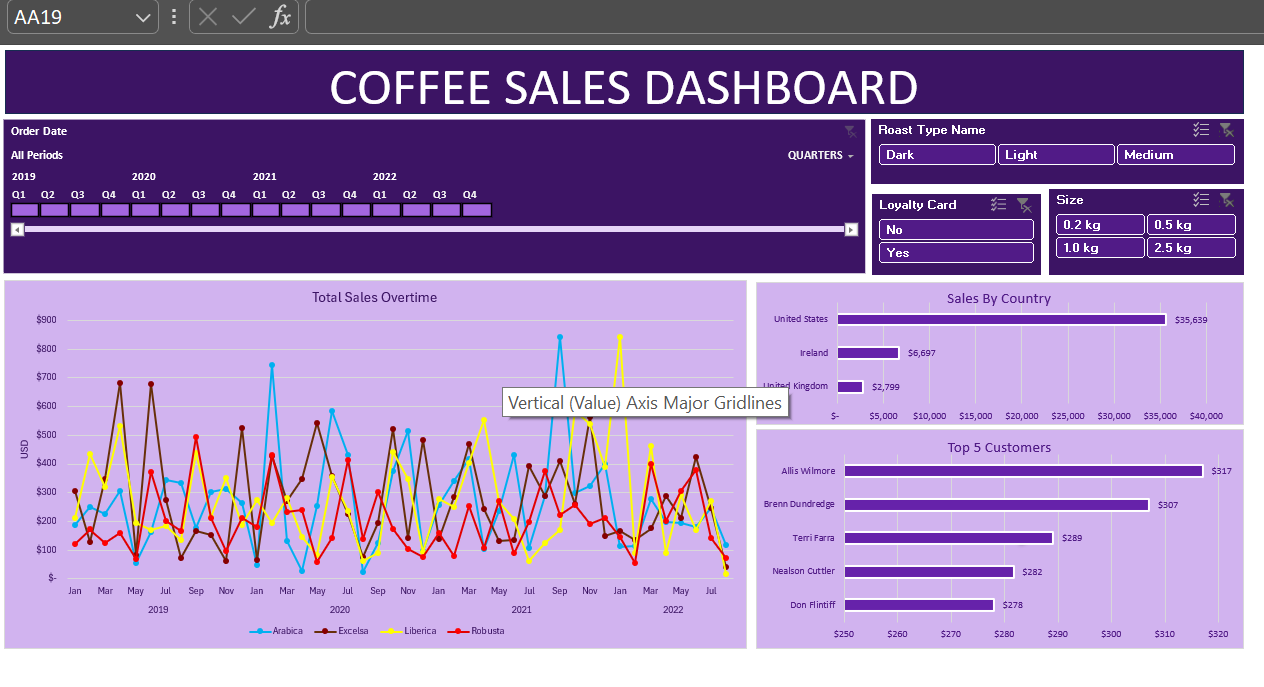 AA19
fx
COFFEE SALES DASHBOARD
Order Date
All Periods
QUARTERS
2019 2020 2021 2022
Q1 Q2 Q3 Q4 Q1 Q2 Q3 Q4 Q1 Q2 Q3 Q4 Q1 Q2 Q3 Q4
Roast Type Name
Dark Light Medium
Loyalty Card
No
Yes
Size
0.2 kg 0.5 kg
1.0 kg 2.5 kg
Total Sales Overtime
$900
$800
$700
$600
$500
$400
$300
$200
$100
$-
USD
Jan Mar May Jul Sep Nov Jan Mar May Jul Sep Nov Jan Mar May Jul Sep Nov Jan Mar May Jul
2019 2020 2021 2022
Arabica Excelsa Liberica Robusta
Vertical (Value) Axis Major Gridlines
Sales By Country
United States $35,639
Ireland $6,697
United Kingdom $2,799
$- $5,000 $10,000 $15,000 $20,000 $25,000 $30,000 $35,000 $40,000
Top 5 Customers
Allis Wilmore $317
Brenn Dundredge $307
Terri Farra $289
Nealson Cuttler $282
Don Flintiff $278
$250 $260 $270 $280 $290 $300 $310 $320